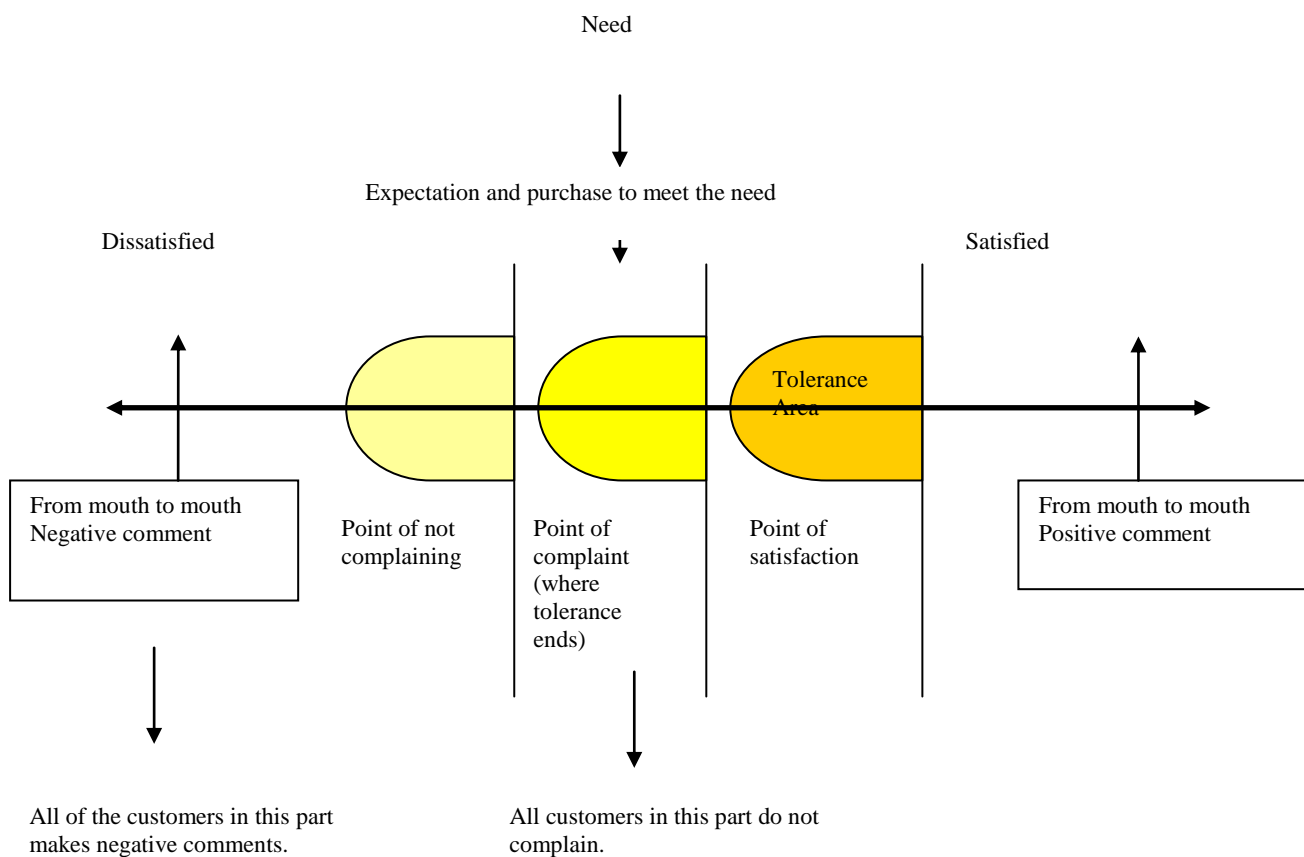 Need
Expectation and purchase to meet the need
Dissatisfied
Satisfied
Tolerance
Area
From mouth to mouth
Negative comment
Point of not
complaining
Point of
complaint
(where
tolerance
ends)
Point of
satisfaction
From mouth to mouth
Positive comment
All of the customers in this part
makes negative comments.
All customers in this part do not
complain.